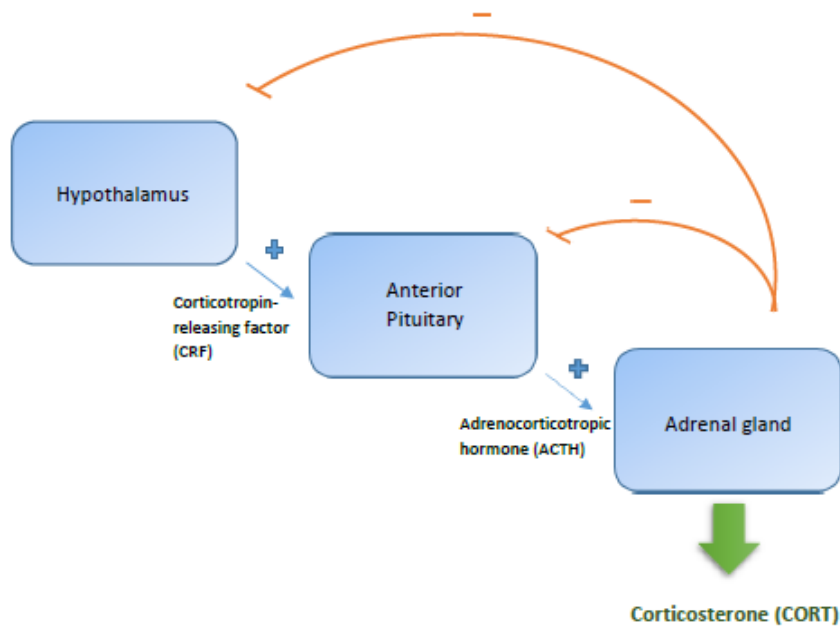 –
Hypothalamus
–
+
Corticotropin-
releasing factor
(CRF)
Anterior
Pituitary
+
Adrenocorticotropic
hormone (ACTH)
Adrenal gland
Corticosterone (CORT)